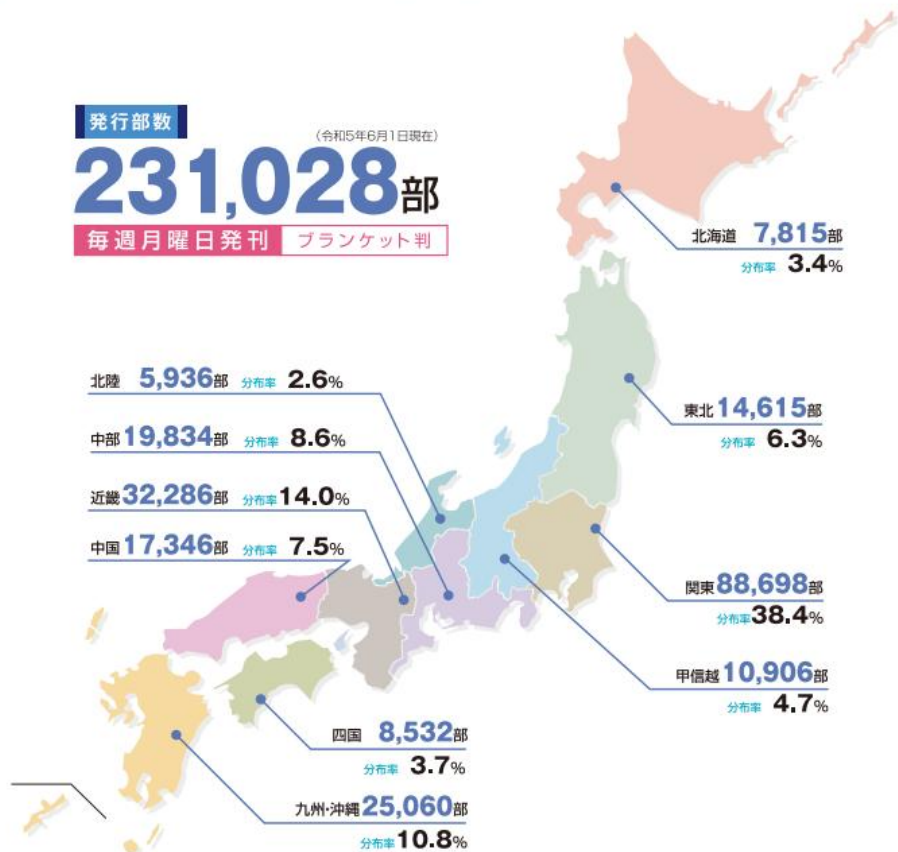 発行部数
(令和5年6月1日現在)
231,028部
毎週月曜日発刊 ブランケット判
北海道 7,815部
分布率 3.4%
北陸 5,936部 分布率 2.6%
中部 19,834部 分布率 8.6%
近畿 32,286部 分布率 14.0%
中国 17,346部 分布率 7.5%
東北 14,615部
分布率 6.3%
関東 88,698部
分布率 38.4%
甲信越 10,906部
分布率 4.7%
四国 8,532部
分布率 3.7%
九州・沖縄 25,060部
分布率 10.8%